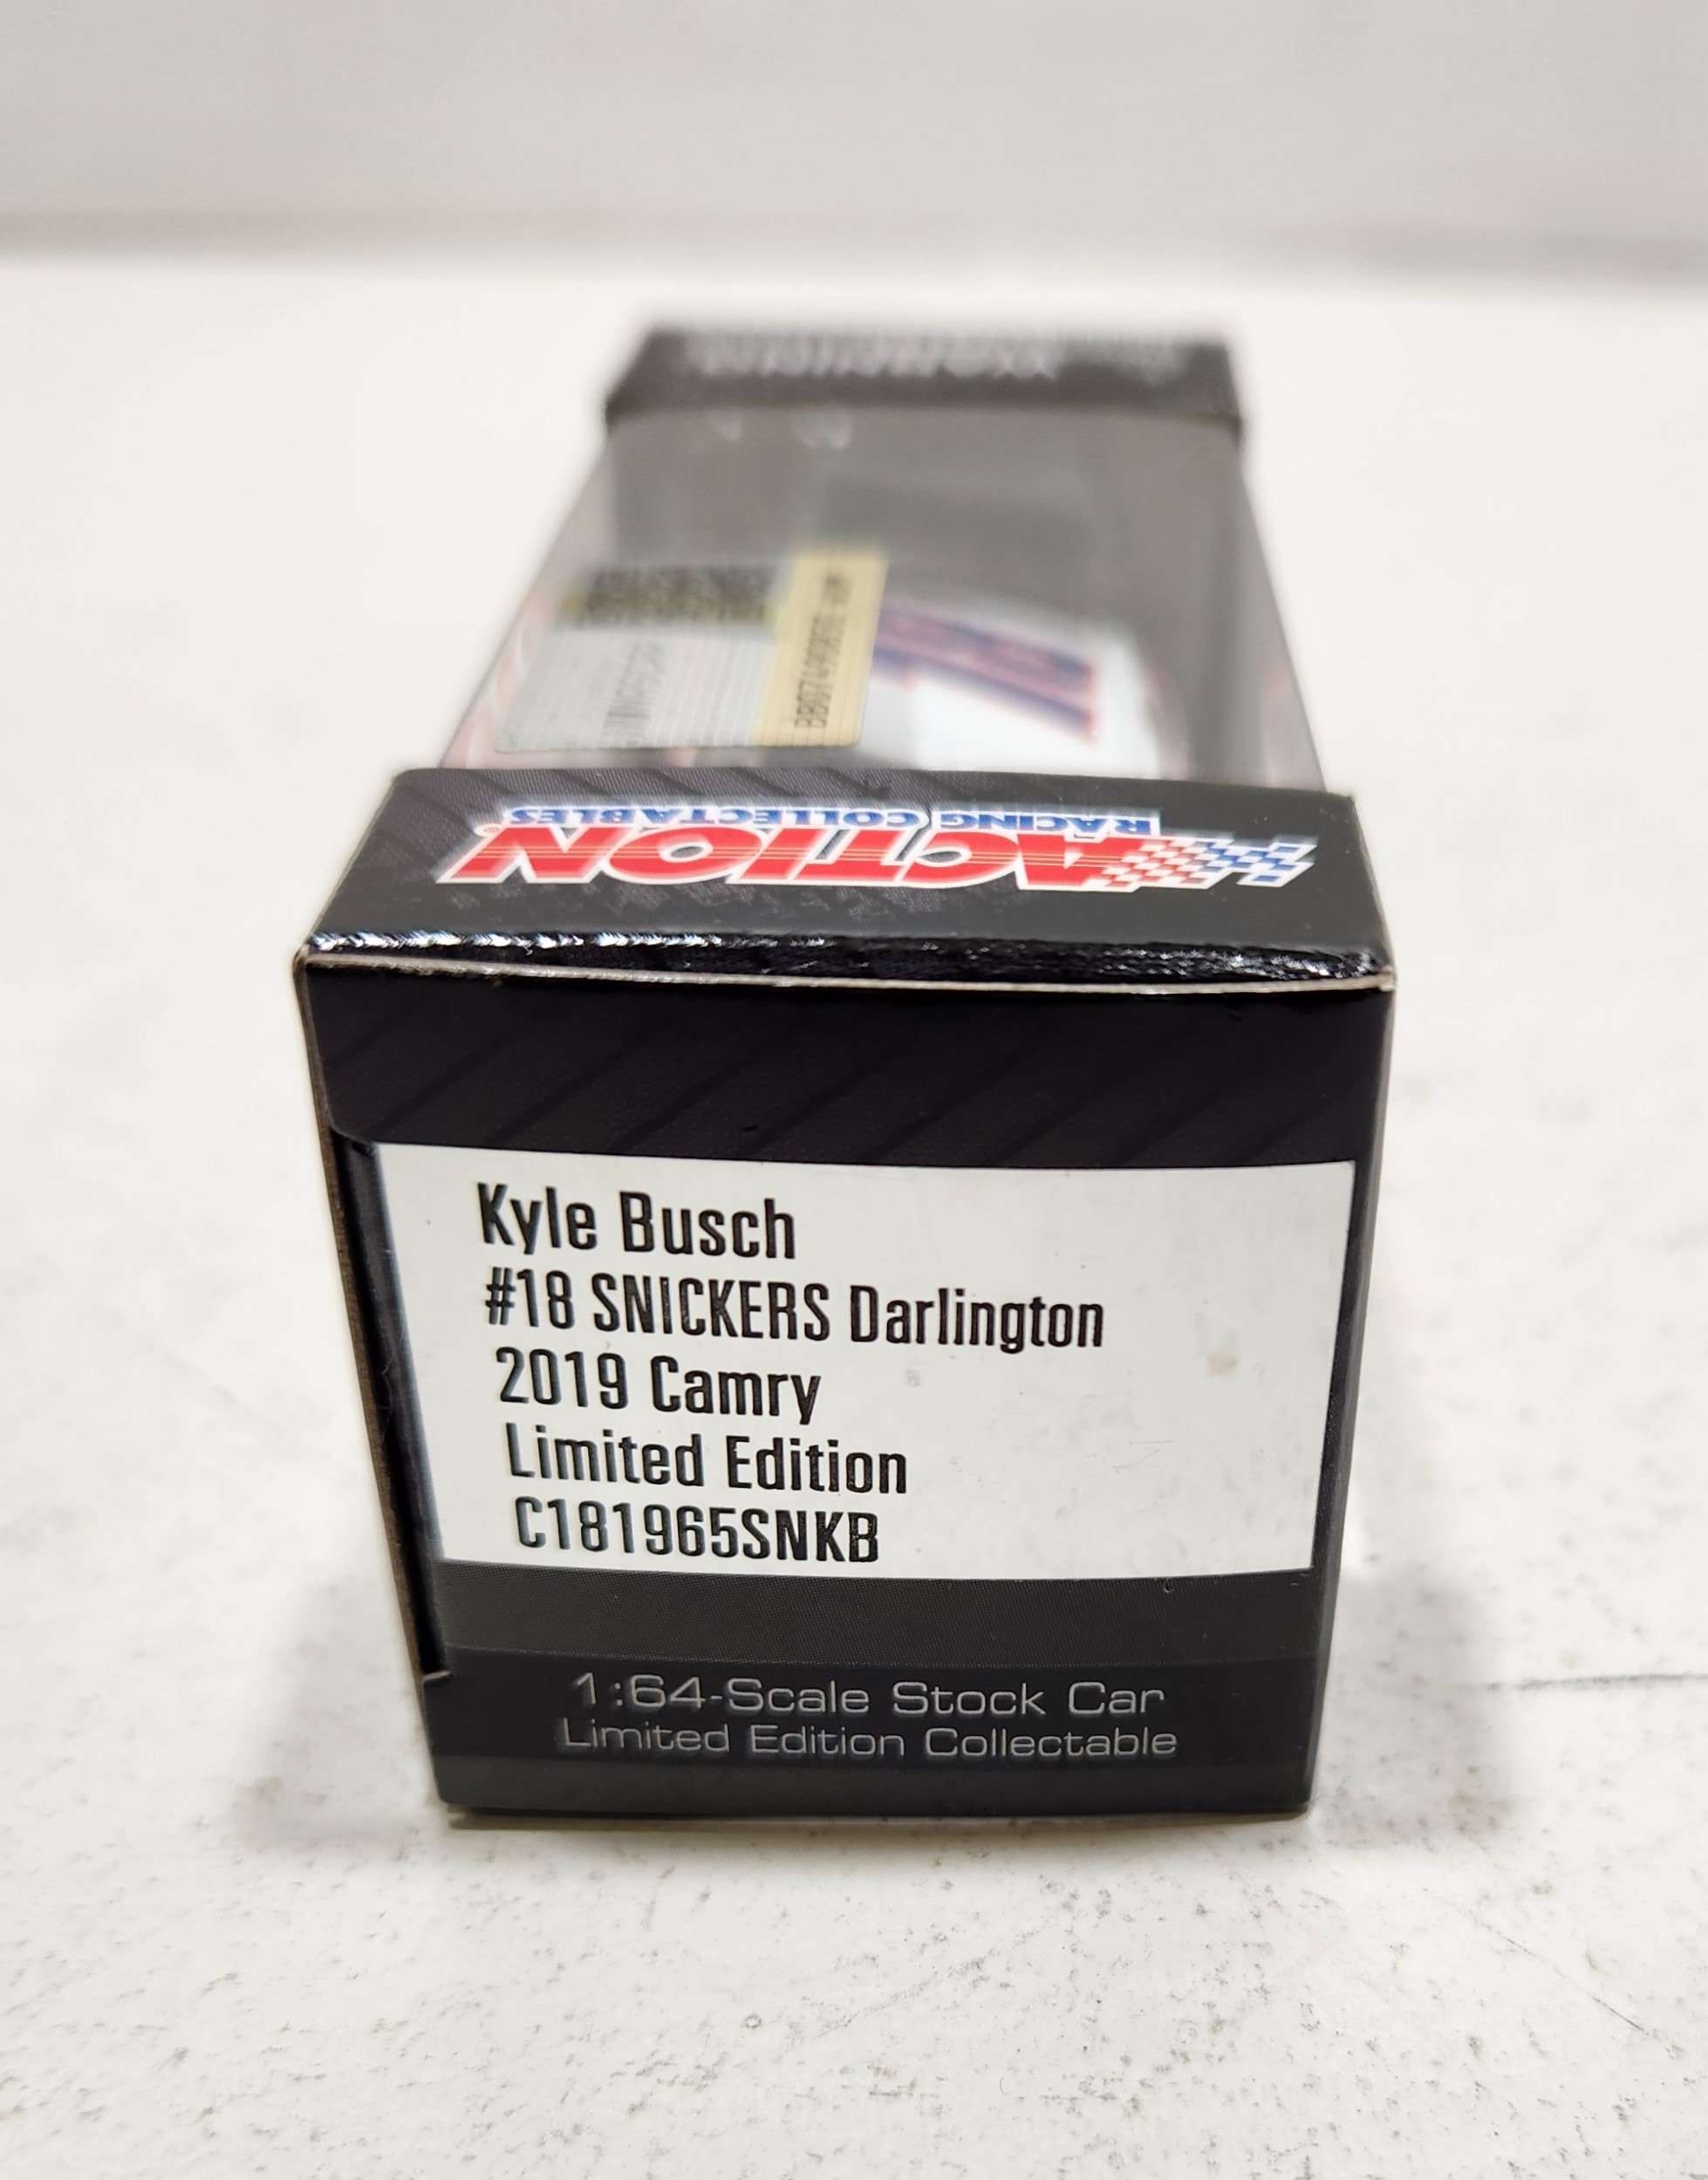 ACTION
RACING COLLECTABLES
Kyle Busch
#18 SNICKERS Darlington
2019 Camry
Limited Edition
C181965SNKB
1:64-Scale Stock Car
Limited Edition Collectable